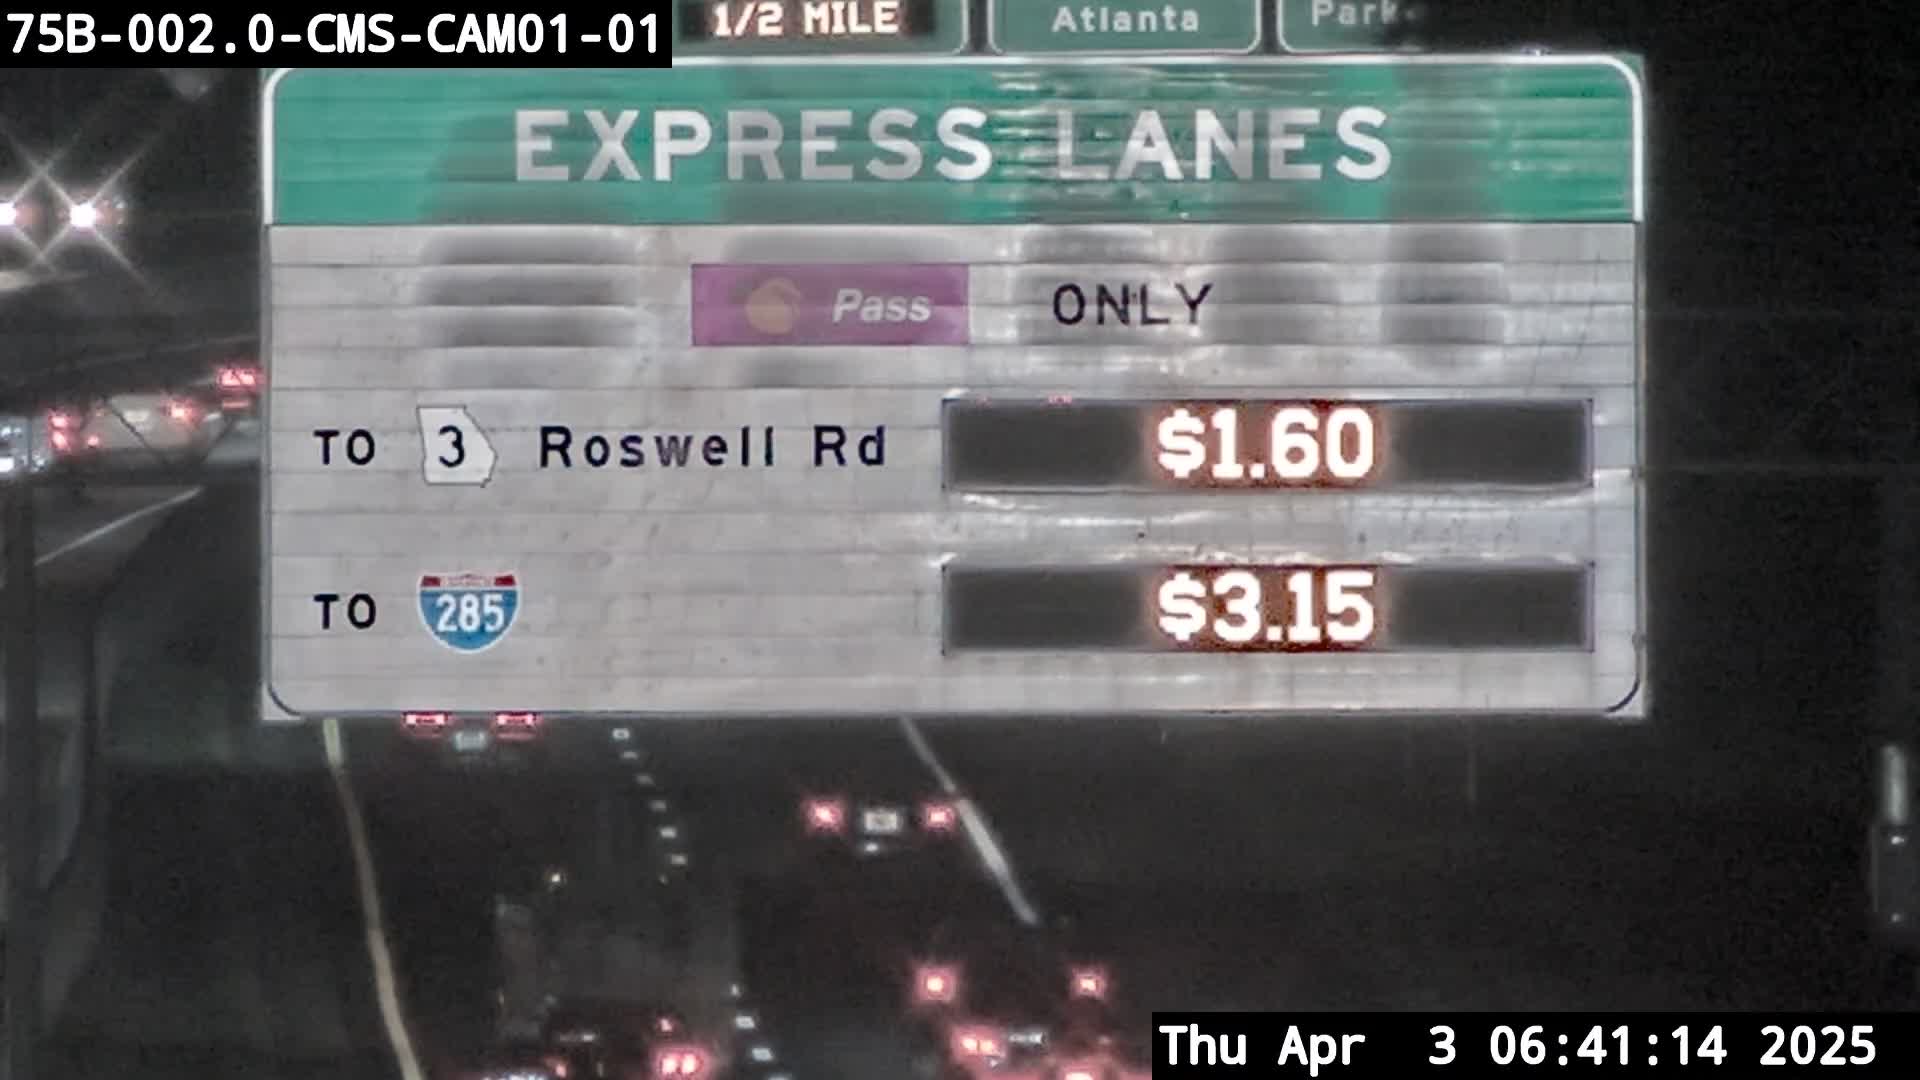 75B-002.0-CMS-CAM01-01
1/2 MILE
Atlanta
Park
EXPRESS LANES
Pass ONLY
TO 3 Roswell Rd $1.60
TO 285 $3.15
Thu Apr 3 06:41:14 2025